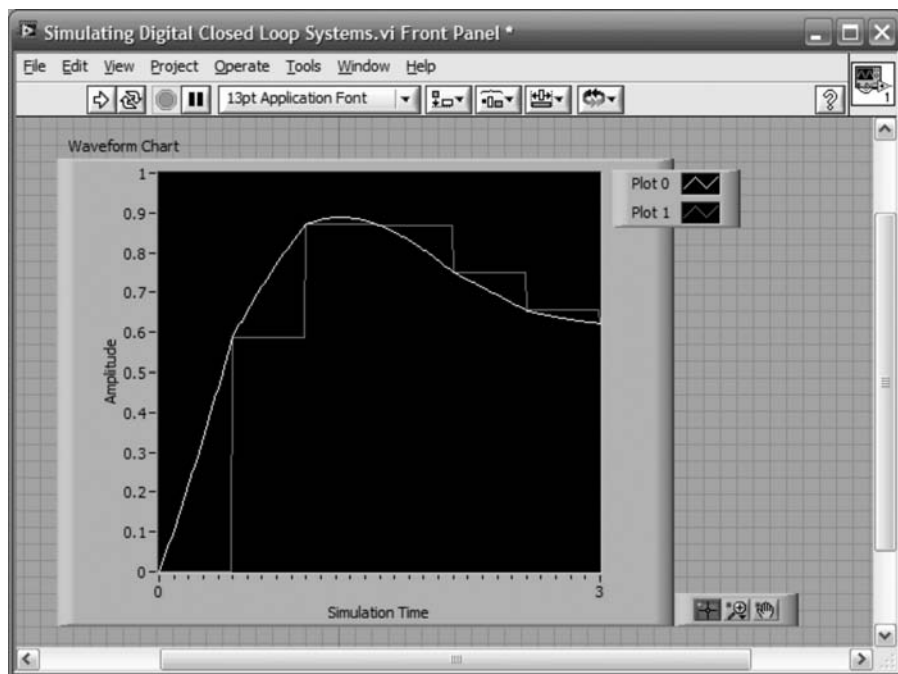 Simulating Digital Closed Loop Systems.vi Front Panel *
File Edit View Project Operate Tools Window Help
13pt Application Font
?
1
Waveform Chart
Plot 0
Plot 1
1
0.9
0.8
0.7
0.6
0.5
0.4
0.3
0.2
0.1
0
Amplitude
0
3
Simulation Time